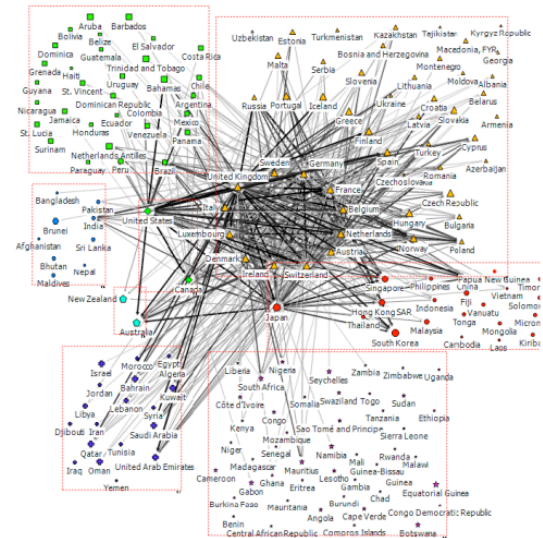 Aruba
Barbados
Bolivia
Belize
El Salvador
Dominica
Guatemala
Costa Rica
Grenada
Haiti
Trinidad and Tobago
Guyana
St. Vincent
Uruguay
Bahamas
Chile
Nicaragua
Dominican Republic
Argentina
Jamaica
Ecuador
Colombia
Mexico
St. Lucia
Honduras
Venezuela
Panama
Surinam
Netherlands Antilles
Paraguay
Peru
Brazil
Uzbekistan
Estonia
Turkmenistan
Kazakhstan
Tejikistan
Kyrgyz Republic
Malta
Bosnia and Herzegovina
Macedonia, FYR
Georgia
Serbia
Slovenia
Montenegro
Lithuania
Moldova
Albania
Russia
Portugal
Iceland
Ukraine
Croatia
Belarus
Greece
Latvia
Slovakia
Armenia
Finland
Cyprus
Sweden
Germany
Spain
Turkey
Azerbaijan
United Kingdom
Czechoslovakia
Romania
France
Czech Republic
Italy
Belgium
Hungary
Bulgaria
Luxembourg
Netherlands
Norway
Poland
Denmark
Austria
Ireland
Switzerland
Bangladesh
Pakistan
Brunei
India
United States
Afghanistan
Sri Lanka
Bhutan
Nepal
Maldives
Canada
New Zealand
Australia
Japan
Singapore
Philippines
China
Papua New Guinea
Vietnam
Timor
Hong Kong SAR
Indonesia
Fiji
Vanuatu
Solomo
Thailand
Malaysia
Tonga
Mongolia
Micron
South Korea
Cambodia
Laos
Kiriba
Israel
Morocco
Egypt
Algeria
Jordan
Bahrain
Kuwait
Libya
Lebanon
Syria
Djibouti
Iran
Saudi Arabia
Qatar
Tunisia
Iraq
Oman
United Arab Emirates
Yemen
Liberia
Nigeria
South Africa
Seychelles
Zambia
Zimbabwe
Uganda
Côte d'Ivoire
Somalia
Swaziland
Togo
Sudan
Kenya
Congo
Sao Tomé and Principe
Tanzania
Ethiopia
Mozambique
Sierra Leone
Niger
Senegal
Namibia
Rwanda
Madagascar
Mauritius
Mali
Malawi
Cameroon
Gabon
Ghana
Lesotho
Guinea-Bissau
Guinea
Eritrea
Gambia
Equatorial Guinea
Burkina Faso
Mauritania
Burundi
Chad
Angola
Cape Verde
Congo Democratic Republic
Benin
Central African Republic
Comoros Islands
Botswana